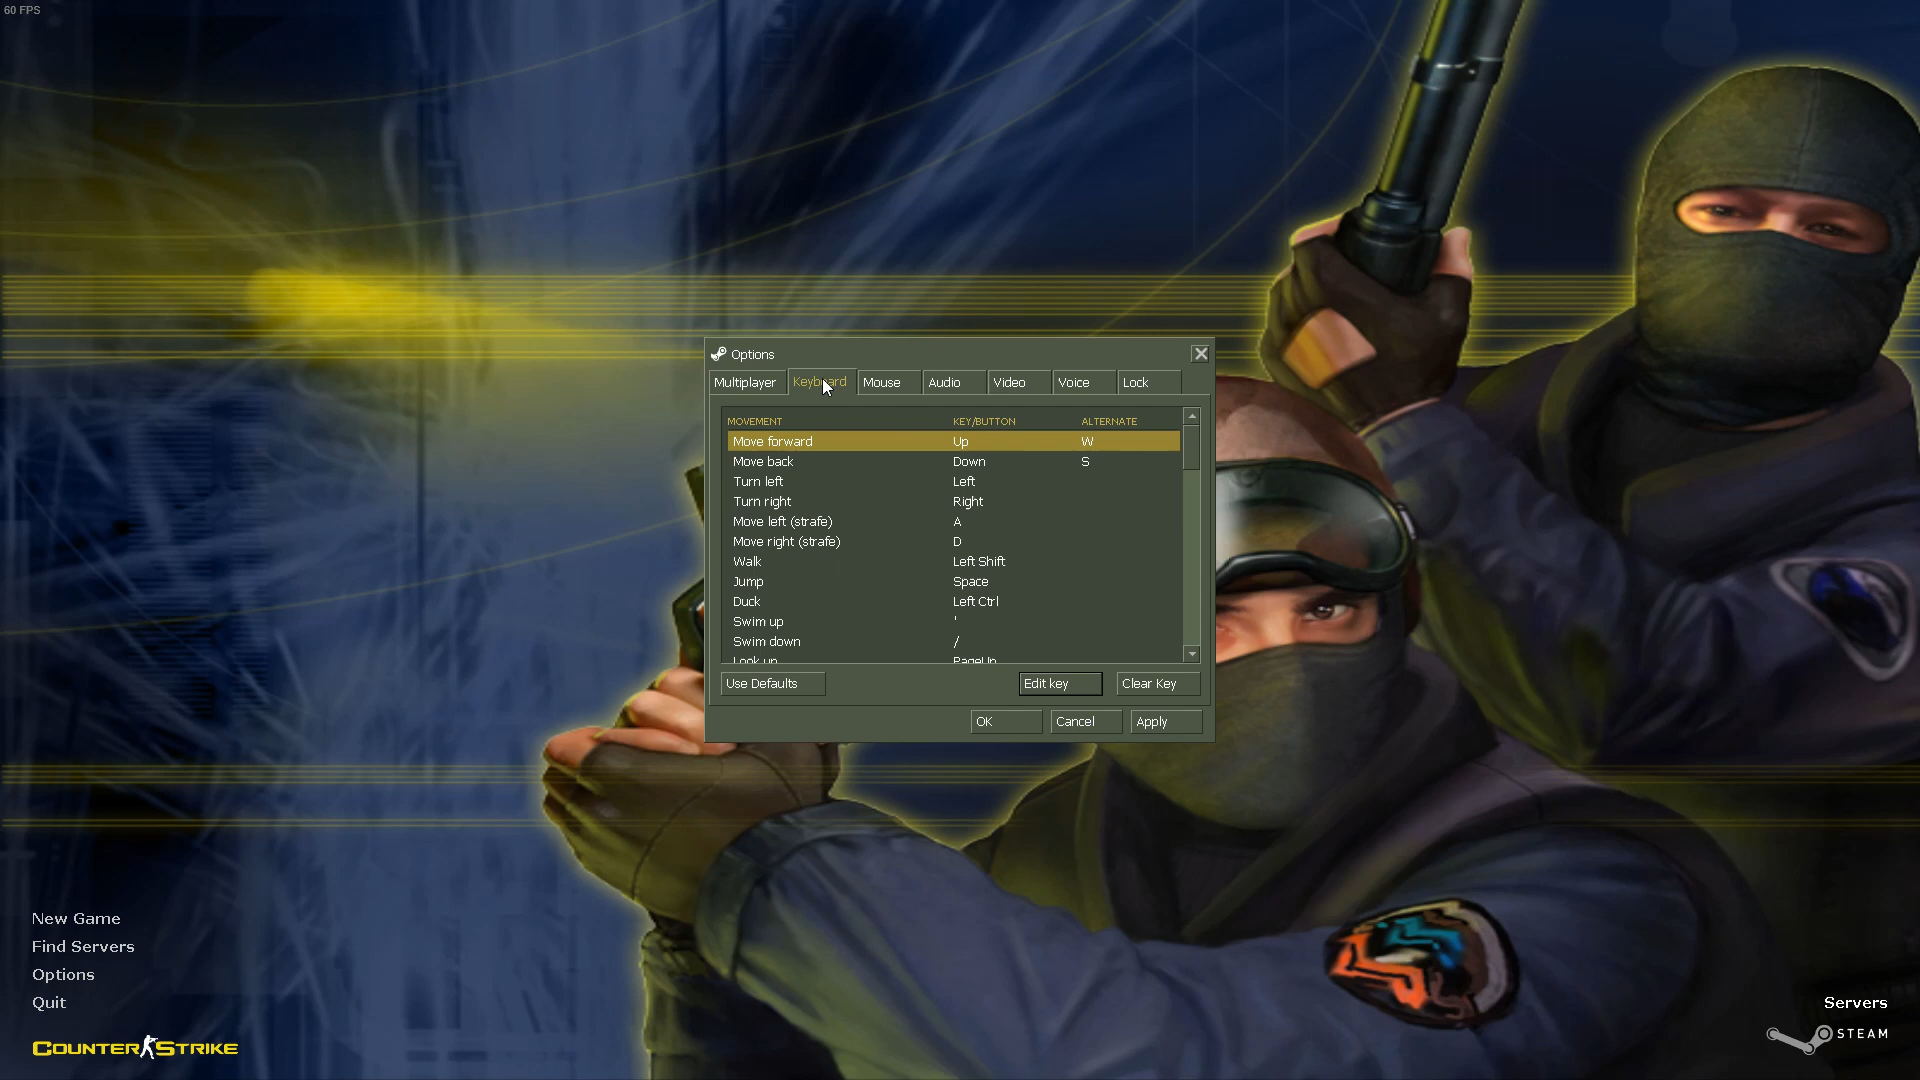 60 FPS
Options
Multiplayer Keyboard Mouse Audio Video Voice Lock
MOVEMENT KEY/BUTTON ALTERNATE
Move forward Up W
Move back Down S
Turn left Left
Turn right Right
Move left (strafe) A
Move right (strafe) D
Walk Left Shift
Jump Space
Duck Left Ctrl
Swim up '
Swim down /
Look up PageUp
Use Defaults Edit key Clear Key
OK Cancel Apply
New Game
Find Servers
Options
Quit
COUNTER STRIKE
Servers
STEAM